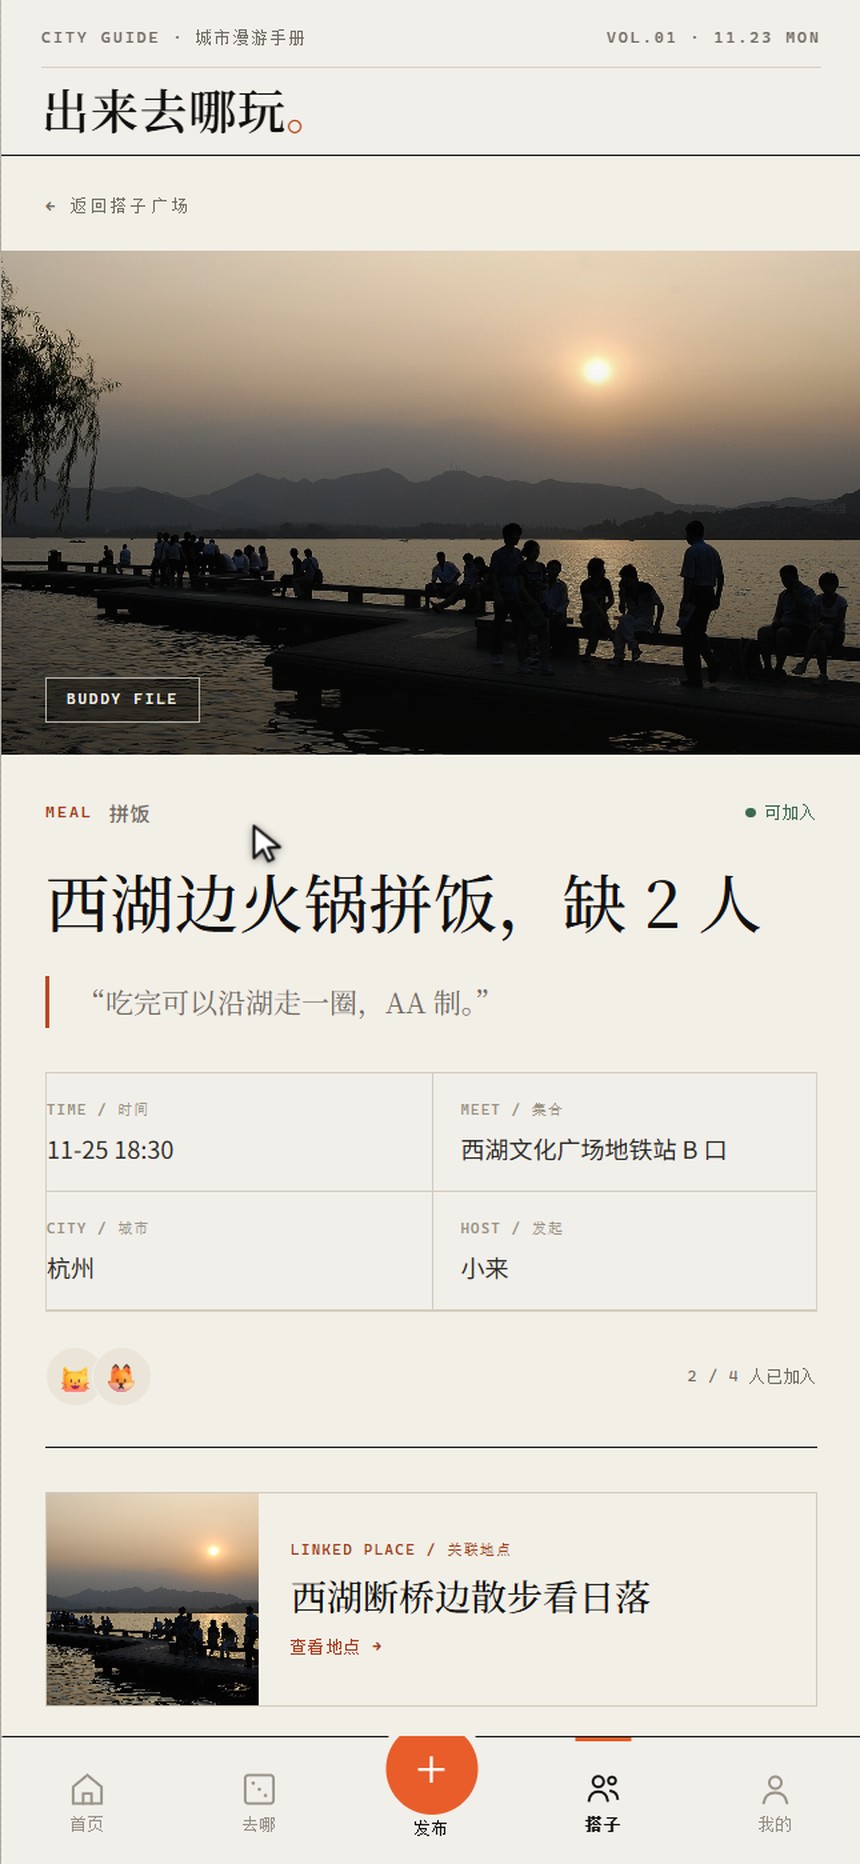 CITY GUIDE · 城市漫游手册
VOL.01 · 11.23 MON
出来去哪玩。
← 返回搭子广场
BUDDY FILE
MEAL 拼饭
可加入
西湖边火锅拼饭，缺 2 人
“吃完可以沿湖走一圈，AA 制。”
TIME / 时间
11-25 18:30
MEET / 集合
西湖文化广场地铁站 B 口
CITY / 城市
杭州
HOST / 发起
小来
2 / 4 人已加入
LINKED PLACE / 关联地点
西湖断桥边散步看日落
查看地点 →
首页
去哪
发布
搭子
我的